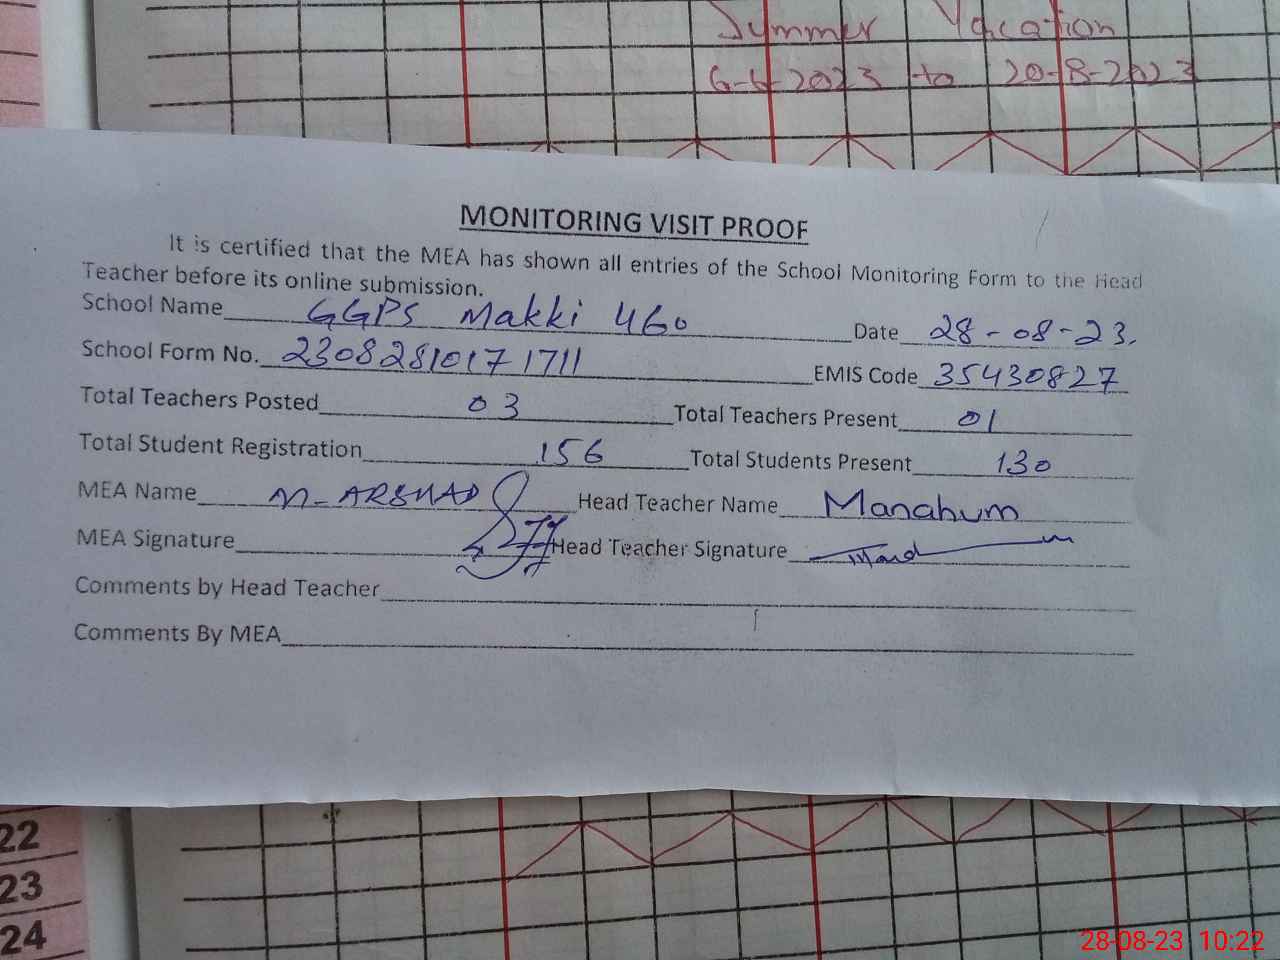 Summer Vacation
6-6-2023 to 20-8-2023
MONITORING VISIT PROOF
It is certified that the MEA has shown all entries of the School Monitoring Form to the Head
Teacher before its online submission.
School Name GGPS Makki 460 Date 28-08-23.
School Form No. 23082810171711 EMIS Code 35430827
Total Teachers Posted 03 Total Teachers Present 01
Total Student Registration 156 Total Students Present 130
MEA Name M-ARSHAD Head Teacher Name Manahum
MEA Signature Head Teacher Signature
Comments by Head Teacher
Comments By MEA
22
23
24
28-08-23 10:22